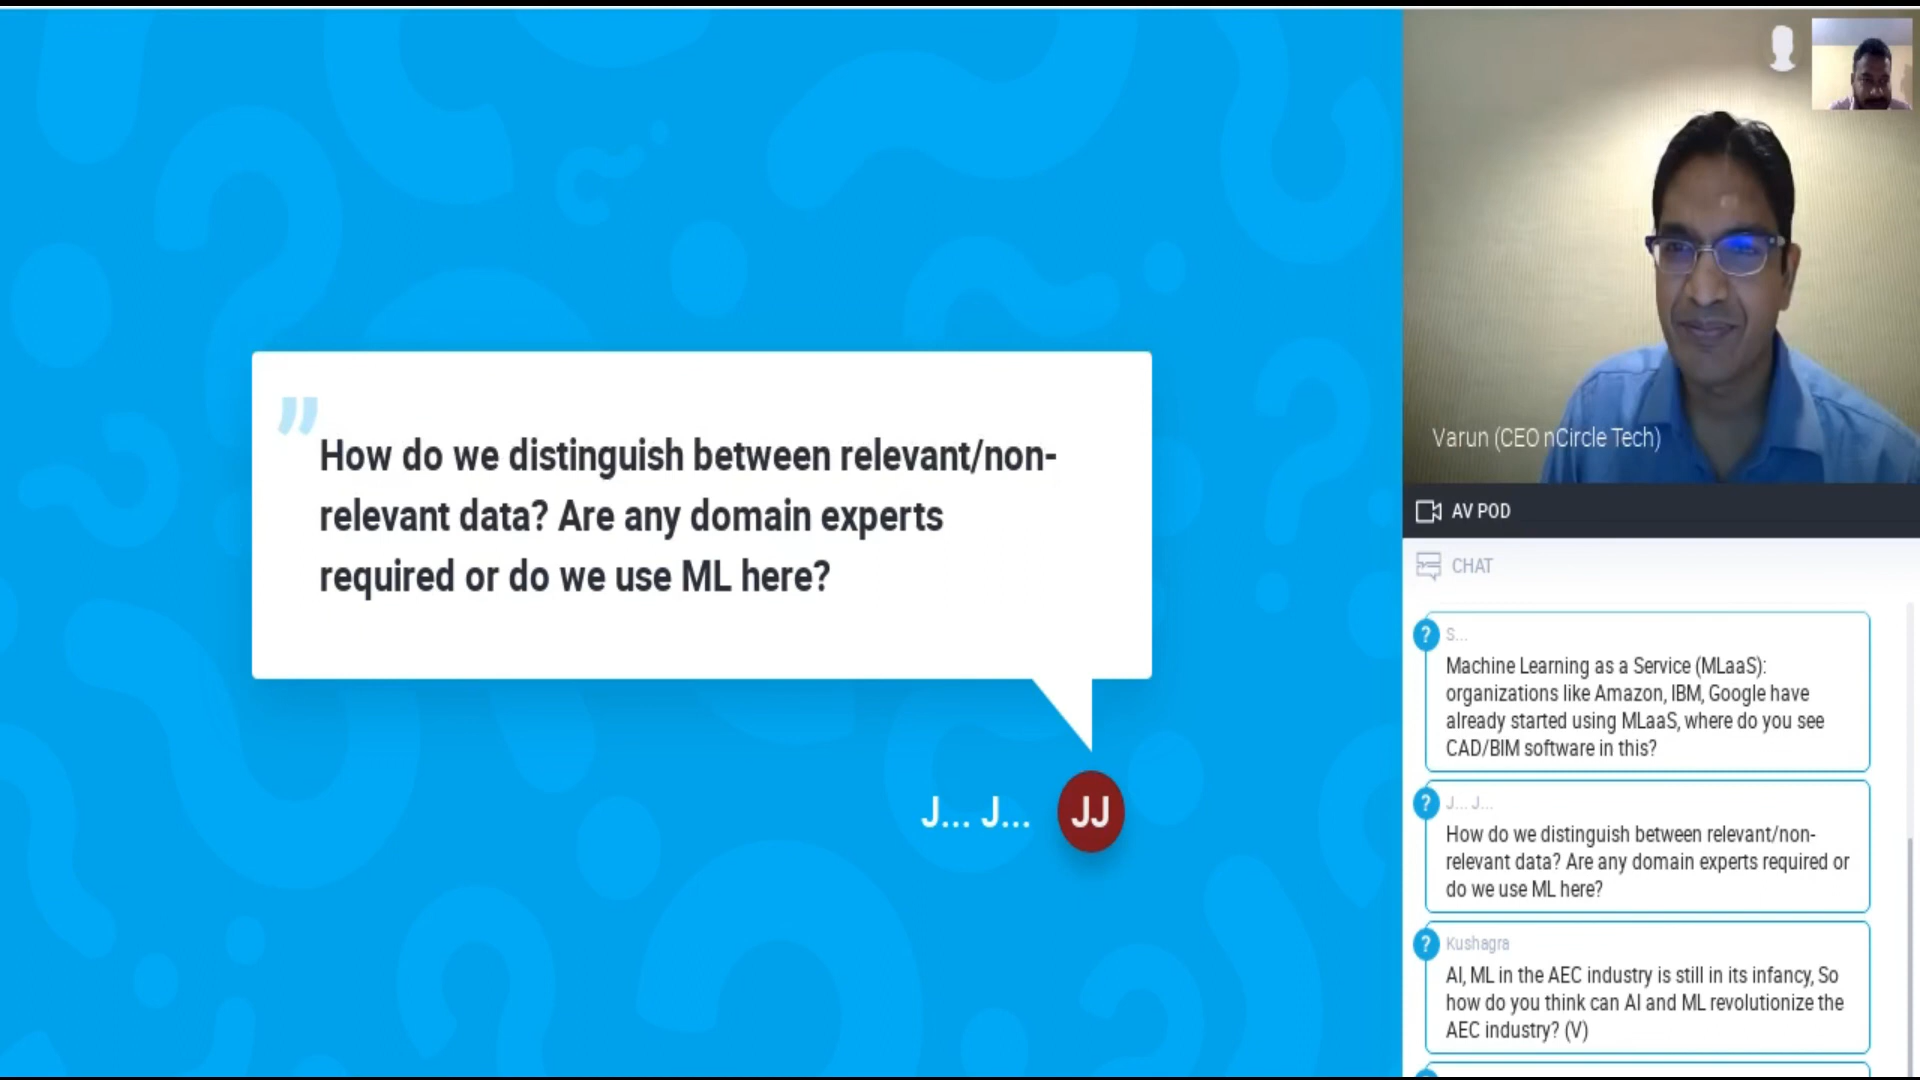 ”
How do we distinguish between relevant/non-
relevant data? Are any domain experts
required or do we use ML here?
J... J...
JJ
Varun (CEO nCircle Tech)
AV POD
CHAT
?
S...
Machine Learning as a Service (MLaaS):
organizations like Amazon, IBM, Google have
already started using MLaaS, where do you see
CAD/BIM software in this?
?
J... J...
How do we distinguish between relevant/non-
relevant data? Are any domain experts required or
do we use ML here?
?
Kushagra
AI, ML in the AEC industry is still in its infancy, So
how do you think can AI and ML revolutionize the
AEC industry? (V)